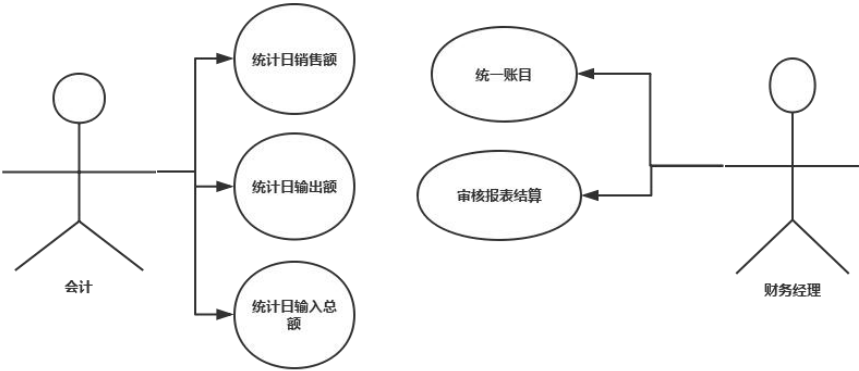 统计日销售额
统一账目
统计日输出额
审核报表结算
会计
财务经理
统计日输入总
额